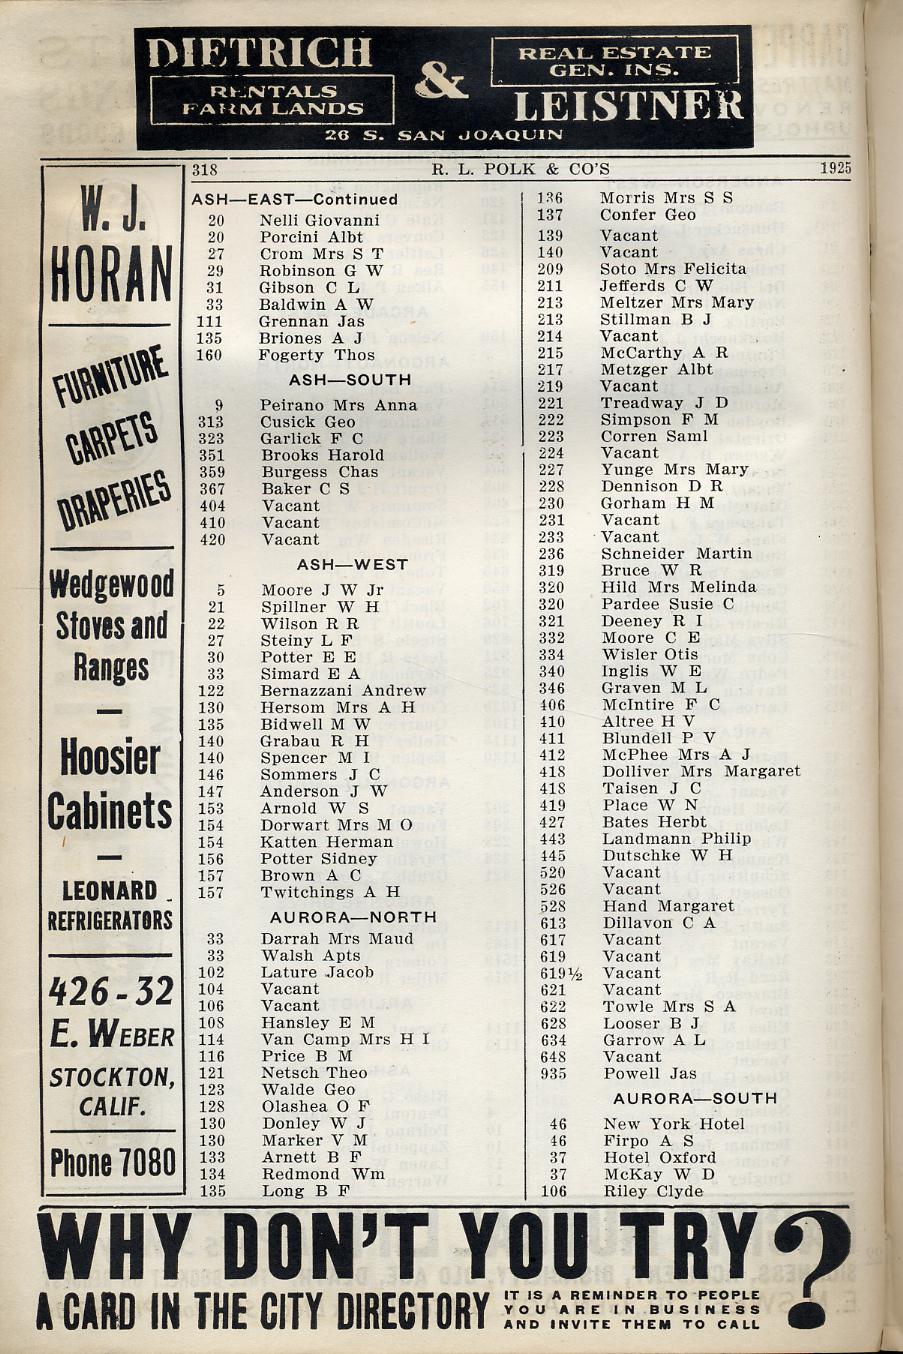 DIETRICH
RENTALS
FARM LANDS
&
REAL ESTATE
GEN. INS.
LEISTNER
26 S. SAN JOAQUIN
318 R. L. POLK & CO'S 1925
W. J.
HORAN
FURNITURE
CARPETS
DRAPERIES
Wedgewood
Stoves and
Ranges
—
Hoosier
Cabinets
—
LEONARD
REFRIGERATORS
426-32
E. WEBER
STOCKTON,
CALIF.
Phone 7080
ASH—EAST—Continued
20 Nelli Giovanni
20 Porcini Albt
27 Crom Mrs S T
29 Robinson G W
31 Gibson C L
33 Baldwin A W
111 Grennan Jas
135 Briones A J
160 Fogerty Thos
ASH—SOUTH
9 Peirano Mrs Anna
313 Cusick Geo
323 Garlick F C
351 Brooks Harold
359 Burgess Chas
367 Baker C S
404 Vacant
410 Vacant
420 Vacant
ASH—WEST
5 Moore J W Jr
21 Spillner W H
22 Wilson R R
27 Steiny L F
30 Potter E E
33 Simard E A
122 Bernazzani Andrew
130 Hersom Mrs A H
135 Bidwell M W
140 Grabau R H
140 Spencer M I
146 Sommers J C
147 Anderson J W
153 Arnold W S
154 Dorwart Mrs M O
154 Katten Herman
156 Potter Sidney
157 Brown A C
157 Twitchings A H
AURORA—NORTH
33 Darrah Mrs Maud
33 Walsh Apts
102 Lature Jacob
104 Vacant
106 Vacant
108 Hansley E M
114 Van Camp Mrs H I
116 Price B M
121 Netsch Theo
123 Walde Geo
128 Olashea O F
130 Donley W J
130 Marker V M
133 Arnett B F
134 Redmond Wm
135 Long B F
136 Morris Mrs S S
137 Confer Geo
139 Vacant
140 Vacant
209 Soto Mrs Felicita
211 Jefferds C W
213 Meltzer Mrs Mary
213 Stillman B J
214 Vacant
215 McCarthy A R
217 Metzger Albt
219 Vacant
221 Treadway J D
222 Simpson F M
223 Corren Saml
224 Vacant
227 Yunge Mrs Mary
228 Dennison D R
230 Gorham H M
231 Vacant
233 Vacant
236 Schneider Martin
319 Bruce W R
320 Hild Mrs Melinda
320 Pardee Susie C
321 Deeney R I
332 Moore C E
334 Wisler Otis
340 Inglis W E
346 Graven M L
406 McIntire F C
410 Altree H V
411 Blundell P V
412 McPhee Mrs A J
418 Dolliver Mrs Margaret
418 Taisen J C
419 Place W N
427 Bates Herbt
443 Landmann Philip
445 Dutschke W H
520 Vacant
526 Vacant
528 Hand Margaret
613 Dillavon C A
617 Vacant
619 Vacant
619½ Vacant
621 Vacant
622 Towle Mrs S A
628 Looser B J
634 Garrow A L
648 Vacant
935 Powell Jas
AURORA—SOUTH
46 New York Hotel
46 Firpo A S
37 Hotel Oxford
37 McKay W D
106 Riley Clyde
WHY DON'T YOU TRY?
A CARD IN THE CITY DIRECTORY
IT IS A REMINDER TO PEOPLE
YOU ARE IN BUSINESS
AND INVITE THEM TO CALL